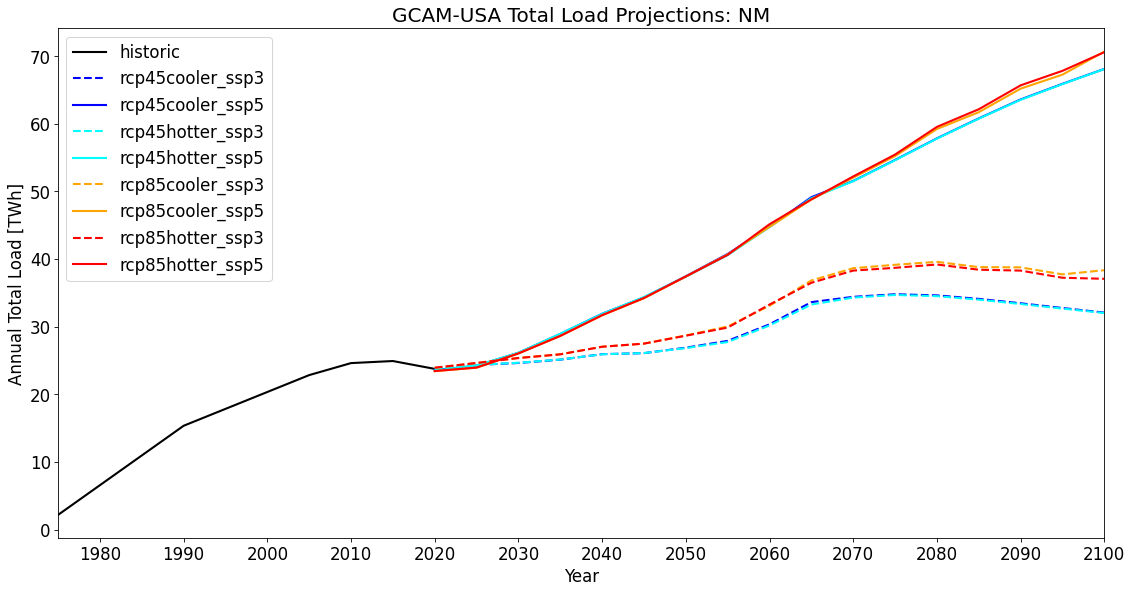 GCAM-USA Total Load Projections: NM
historic
rcp45cooler_ssp3
rcp45cooler_ssp5
rcp45hotter_ssp3
rcp45hotter_ssp5
rcp85cooler_ssp3
rcp85cooler_ssp5
rcp85hotter_ssp3
rcp85hotter_ssp5
Annual Total Load [TWh]
70
60
50
40
30
20
10
0
1980 1990 2000 2010 2020 2030 2040 2050 2060 2070 2080 2090 2100
Year